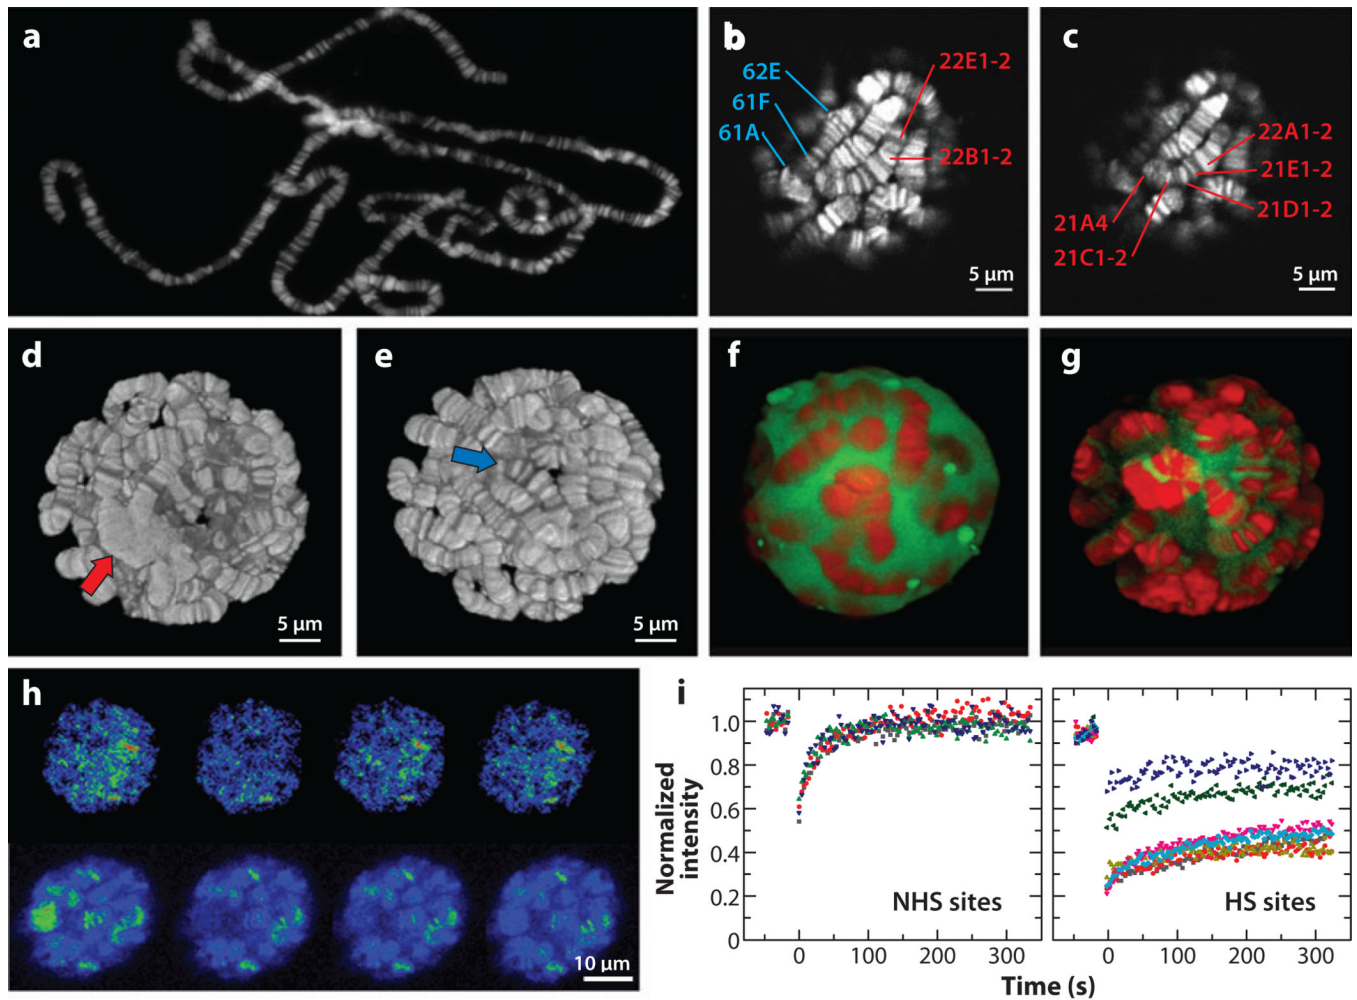 a
b
62E
61F
61A
22E1-2
22B1-2
5 µm
c
22A1-2
21E1-2
21D1-2
21A4
21C1-2
5 µm
d
5 µm
e
5 µm
f
g
h
10 µm
i
Normalized
intensity
1.0
0.8
0.6
0.4
0.2
0
NHS sites
HS sites
0 100 200 300 0 100 200 300
Time (s)